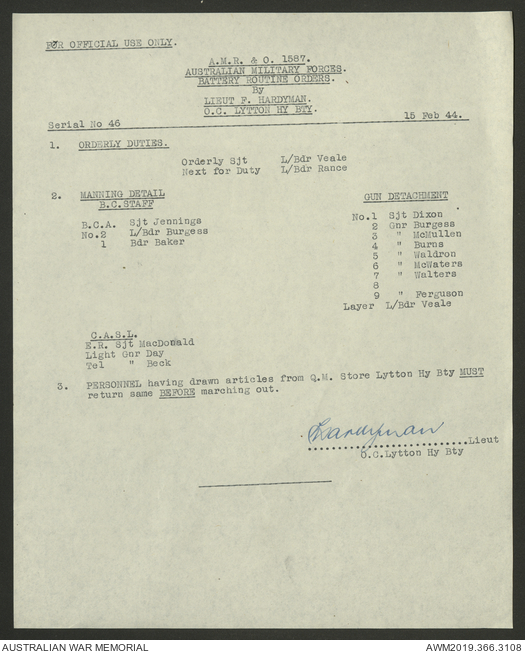 FOR OFFICIAL USE ONLY.
A.M.R. & O. 1587.
AUSTRALIAN MILITARY FORCES.
BATTERY ROUTINE ORDERS.
By
LIEUT F. HARDYMAN.
O.C. LYTTON HY BTY.
Serial No 46 15 Feb 44.
1. ORDERLY DUTIES.
Orderly Sjt L/Bdr Veale
Next for Duty L/Bdr Rance
2. MANNING DETAIL
B.C.STAFF
B.C.A. Sjt Jennings
No.2 L/Bdr Burgess
1 Bdr Baker
GUN DETACHMENT
No.1 Sjt Dixon
2 Gnr Burgess
3 " McMullen
4 " Burns
5 " Waldron
6 " McWaters
7 " Walters
8
9 " Ferguson
Layer L/Bdr Veale
C.A.S.L.
E.R. Sjt MacDonald
Light Gnr Day
Tel " Beck
3. PERSONNEL having drawn articles from Q.M. Store Lytton Hy Bty MUST
return same BEFORE marching out.
Hardyman
..............................Lieut
O.C.Lytton Hy Bty
AUSTRALIAN WAR MEMORIAL AWM2019.366.3108